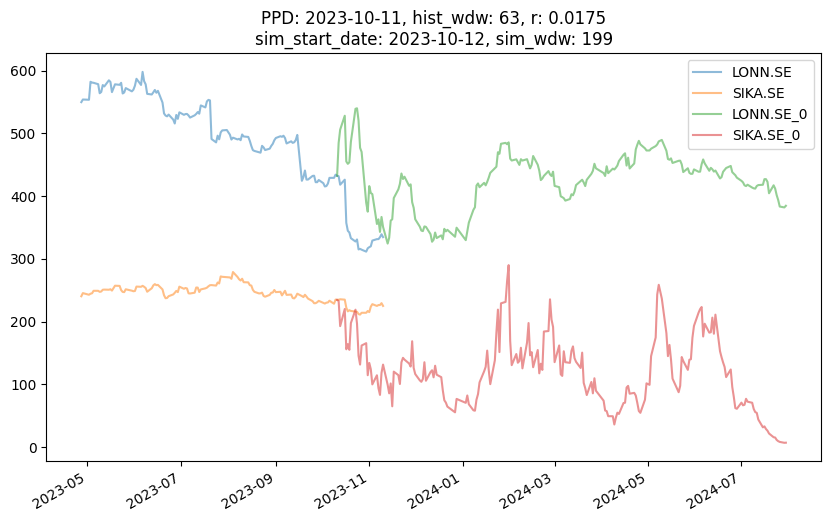 PPD: 2023-10-11, hist_wdw: 63, r: 0.0175
sim_start_date: 2023-10-12, sim_wdw: 199
LONN.SE
SIKA.SE
LONN.SE_0
SIKA.SE_0
600
500
400
300
200
100
0
2023-05
2023-07
2023-09
2023-11
2024-01
2024-03
2024-05
2024-07